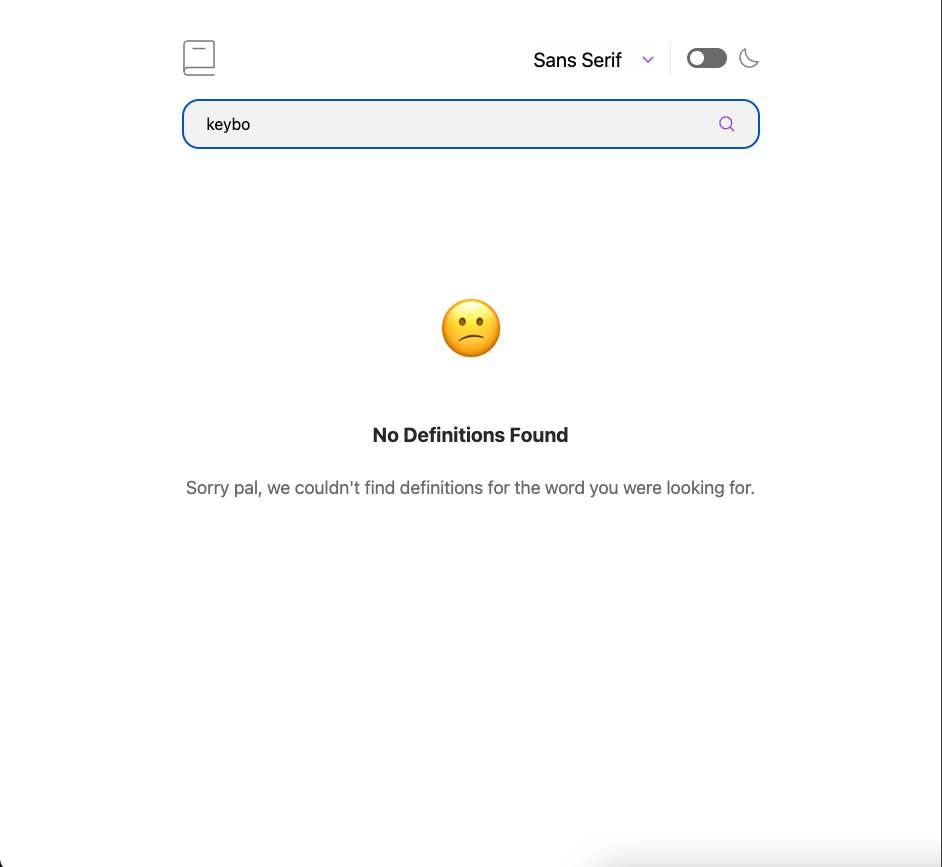 Sans Serif
keybo
No Definitions Found
Sorry pal, we couldn't find definitions for the word you were looking for.